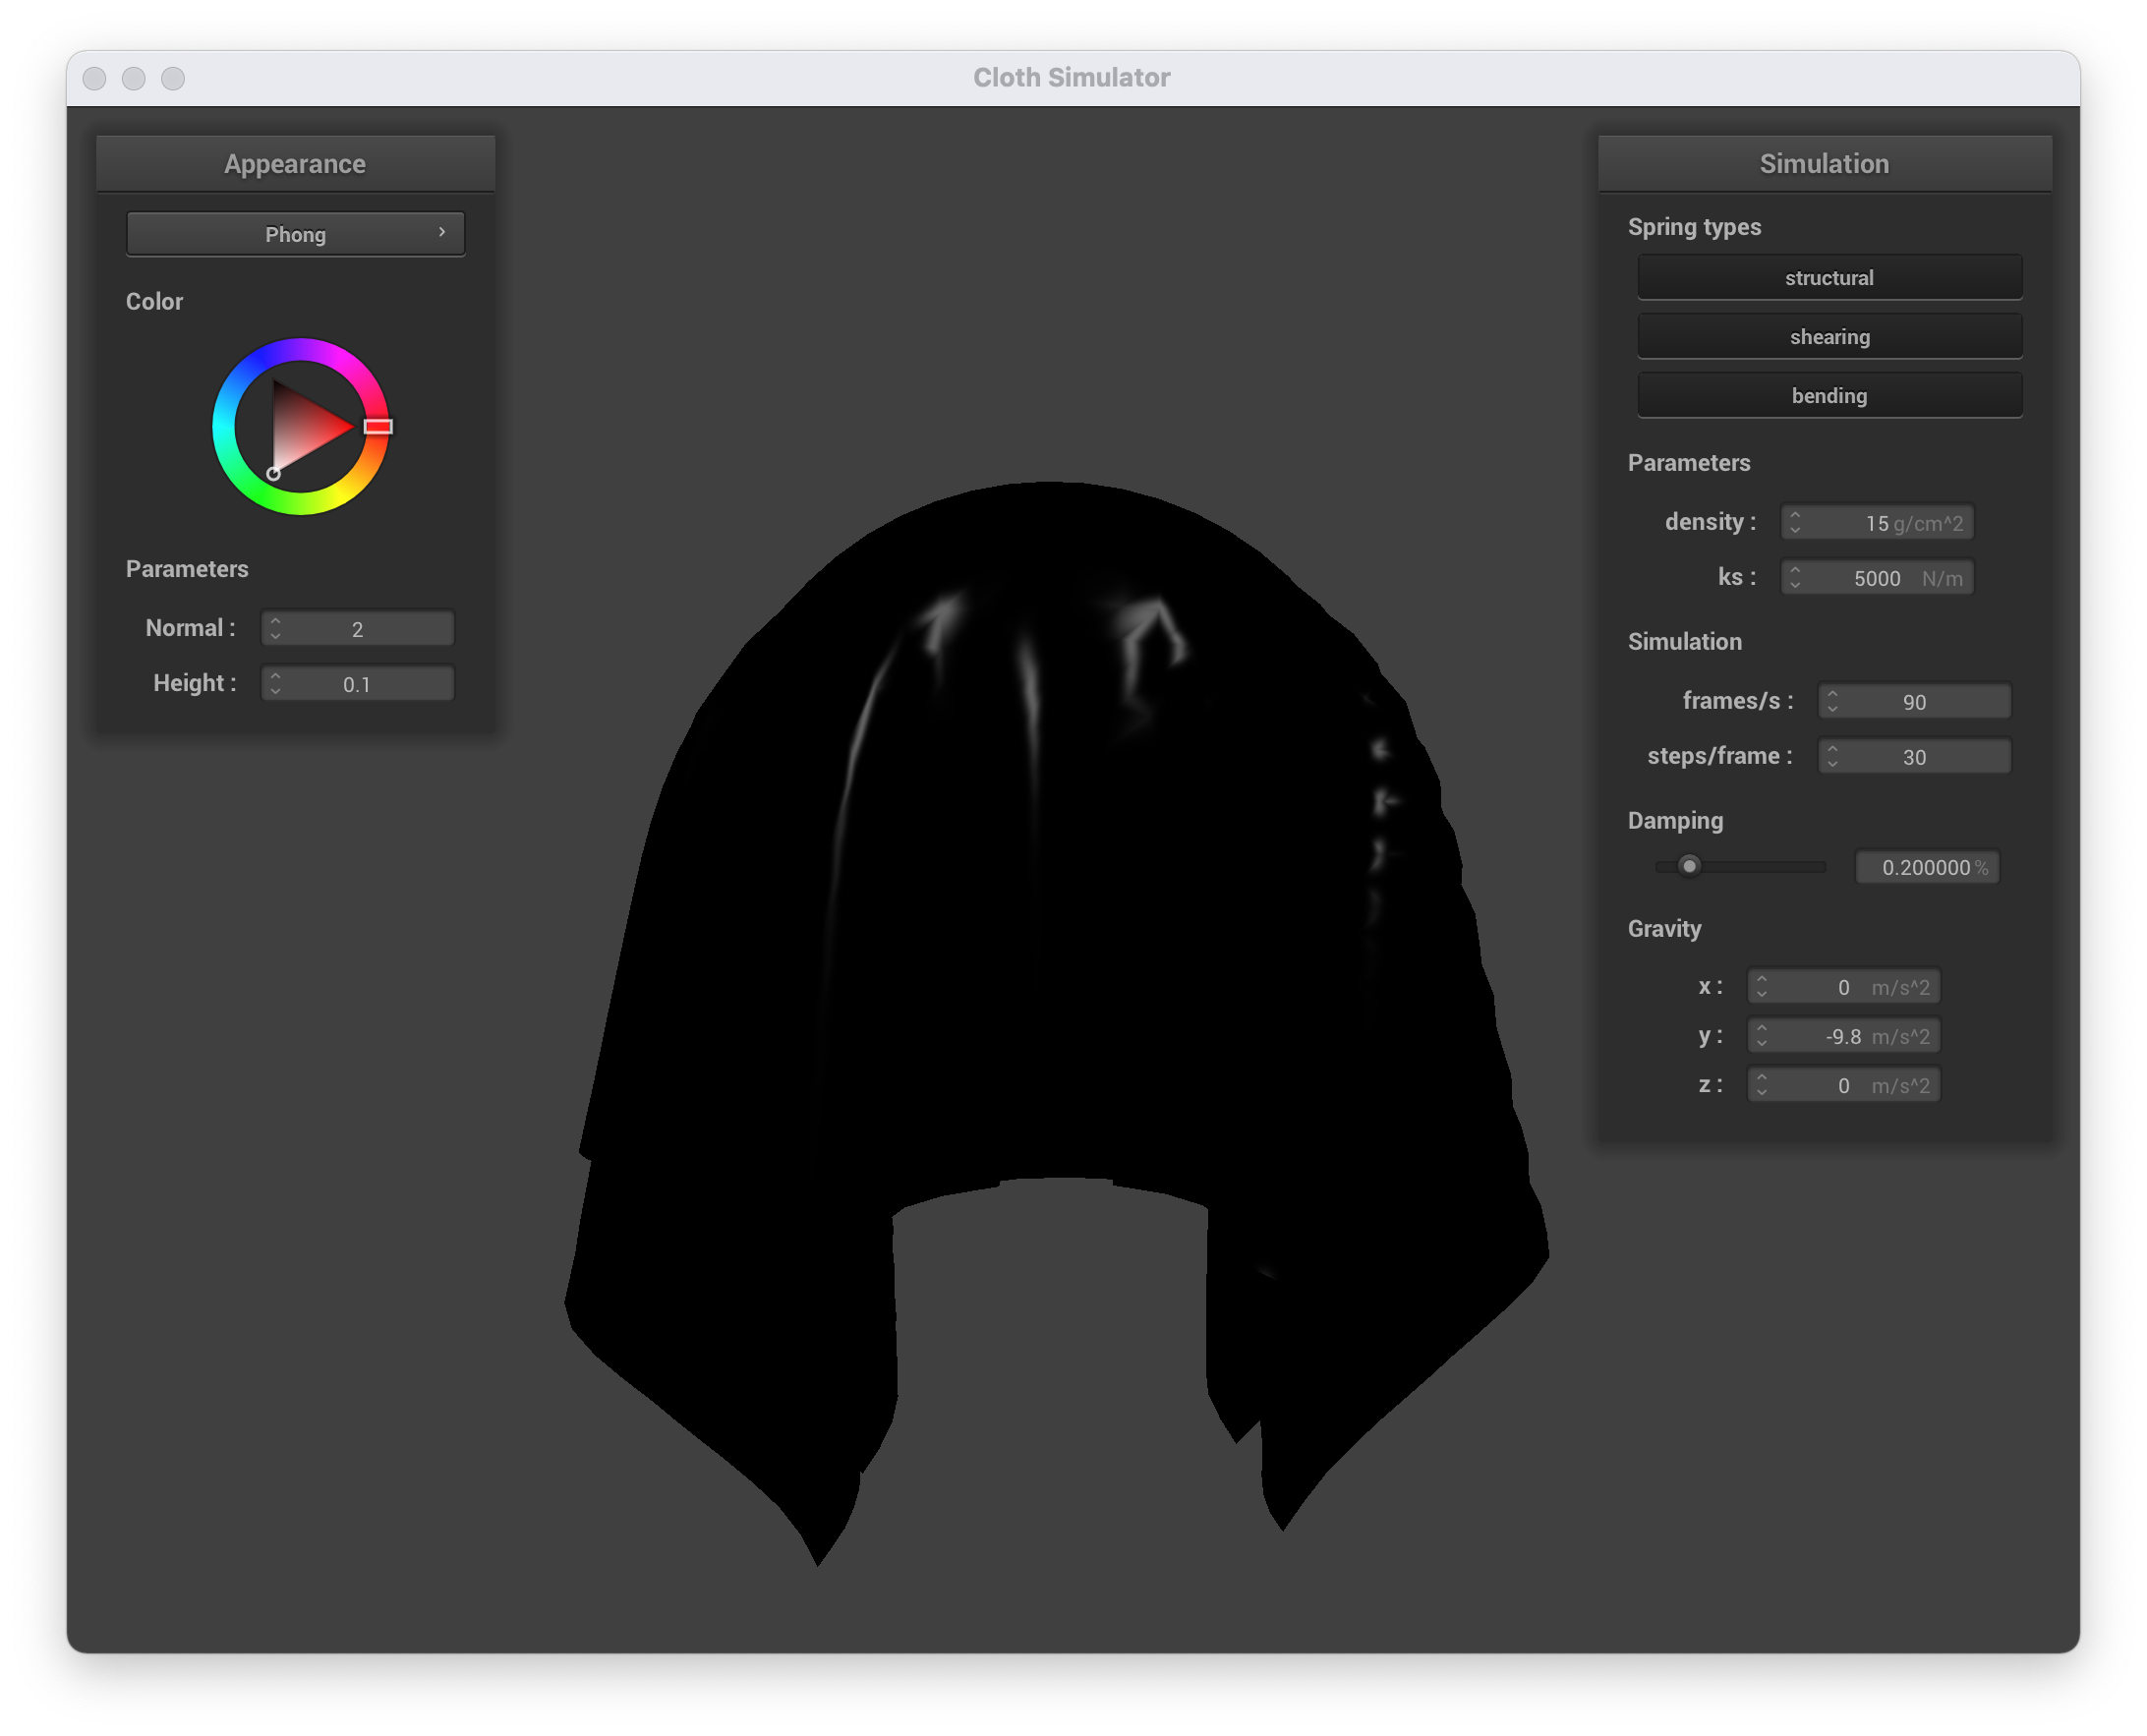 Cloth Simulator
Appearance
Phong
Color
Parameters
Normal : 2
Height : 0.1
Simulation
Spring types
structural
shearing
bending
Parameters
density : 15 g/cm^2
ks : 5000 N/m
Simulation
frames/s : 90
steps/frame : 30
Damping
0.200000 %
Gravity
x : 0 m/s^2
y : -9.8 m/s^2
z : 0 m/s^2